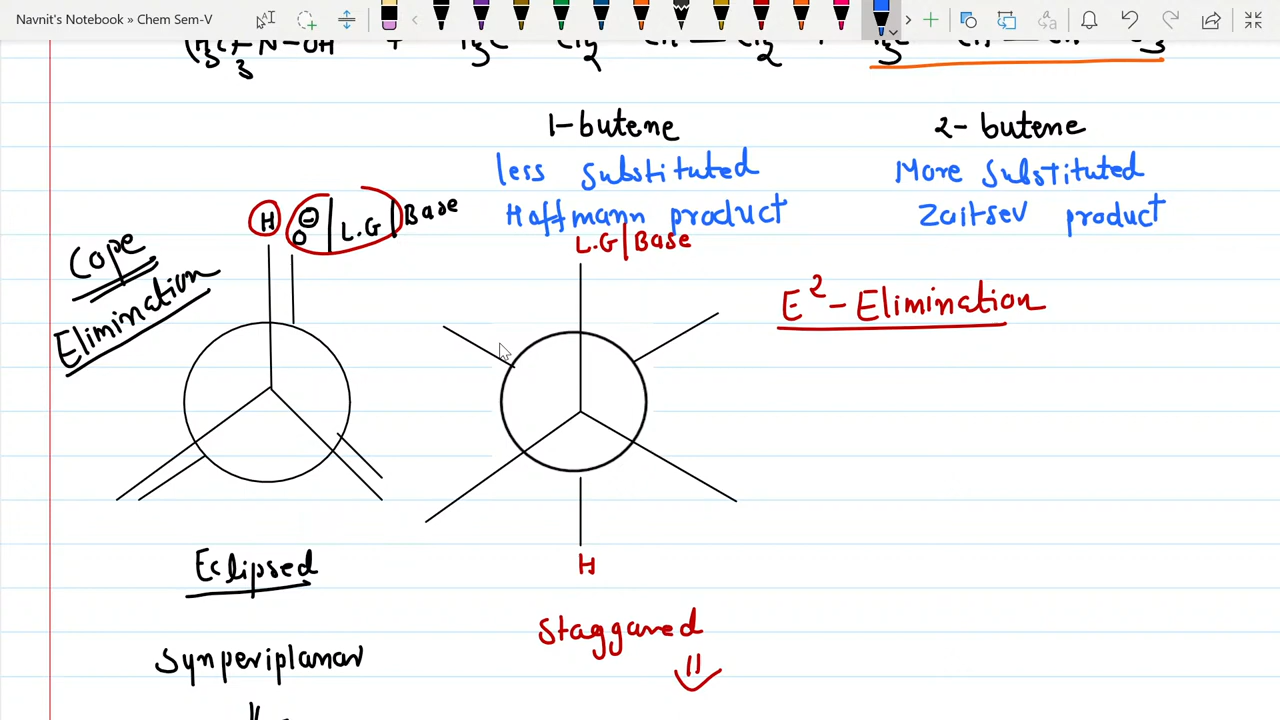 Navnit's Notebook » Chem Sem-V
1-butene
2-butene
less Substituted
More Substituted
Hoffmann product
Zaitsev product
H
⊖
O
L.G
Base
L.G|Base
Cope
Elimination
E²-Elimination
Eclipsed
H
Staggared
Synperiplanar